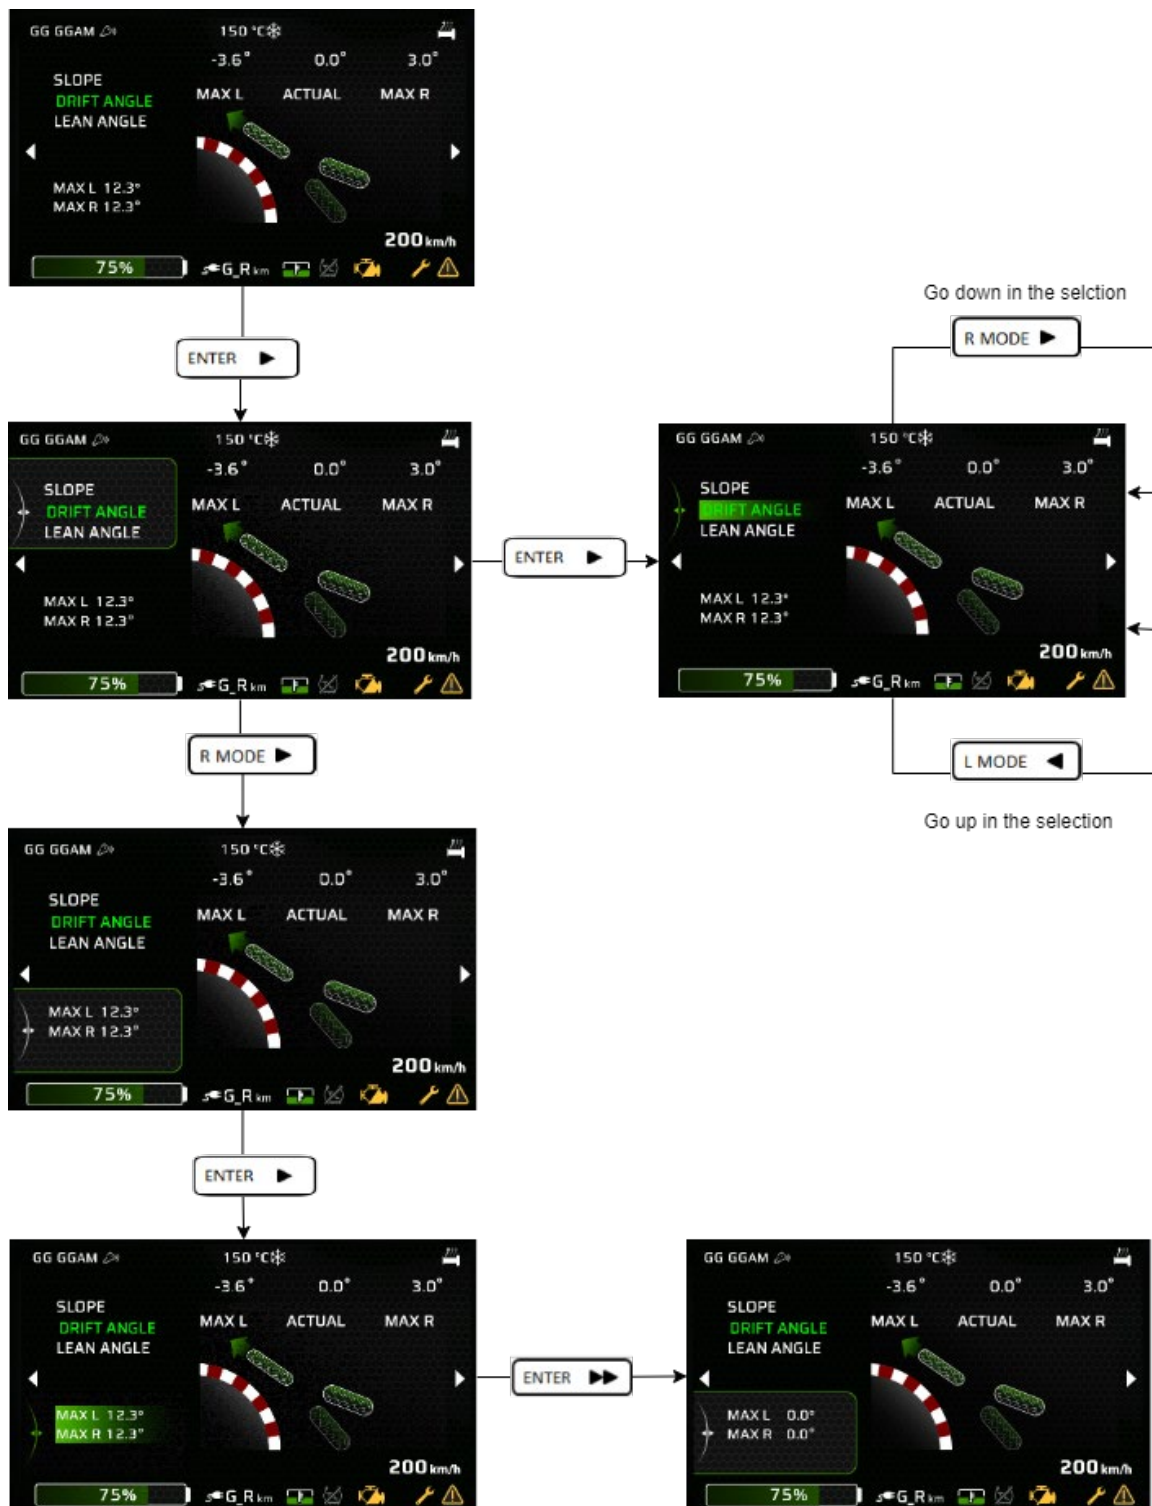 GG GGAM 150 °C
-3.6° 0.0° 3.0°
SLOPE
DRIFT ANGLE MAX L ACTUAL MAX R
LEAN ANGLE
MAX L 12.3°
MAX R 12.3°
200 km/h
75% G_R km
ENTER
Go down in the selction
R MODE
GG GGAM 150 °C
-3.6° 0.0° 3.0°
SLOPE
DRIFT ANGLE MAX L ACTUAL MAX R
LEAN ANGLE
MAX L 12.3°
MAX R 12.3°
200 km/h
75% G_R km
ENTER
GG GGAM 150 °C
-3.6° 0.0° 3.0°
SLOPE
DRIFT ANGLE MAX L ACTUAL MAX R
LEAN ANGLE
MAX L 12.3°
MAX R 12.3°
200 km/h
75% G_R km
R MODE
L MODE
Go up in the selection
GG GGAM 150 °C
-3.6° 0.0° 3.0°
SLOPE
DRIFT ANGLE MAX L ACTUAL MAX R
LEAN ANGLE
MAX L 12.3°
MAX R 12.3°
200 km/h
75% G_R km
ENTER
GG GGAM 150 °C
-3.6° 0.0° 3.0°
SLOPE
DRIFT ANGLE MAX L ACTUAL MAX R
LEAN ANGLE
MAX L 12.3°
MAX R 12.3°
200 km/h
75% G_R km
ENTER
GG GGAM 150 °C
-3.6° 0.0° 3.0°
SLOPE
DRIFT ANGLE MAX L ACTUAL MAX R
LEAN ANGLE
MAX L 0.0°
MAX R 0.0°
200 km/h
75% G_R km